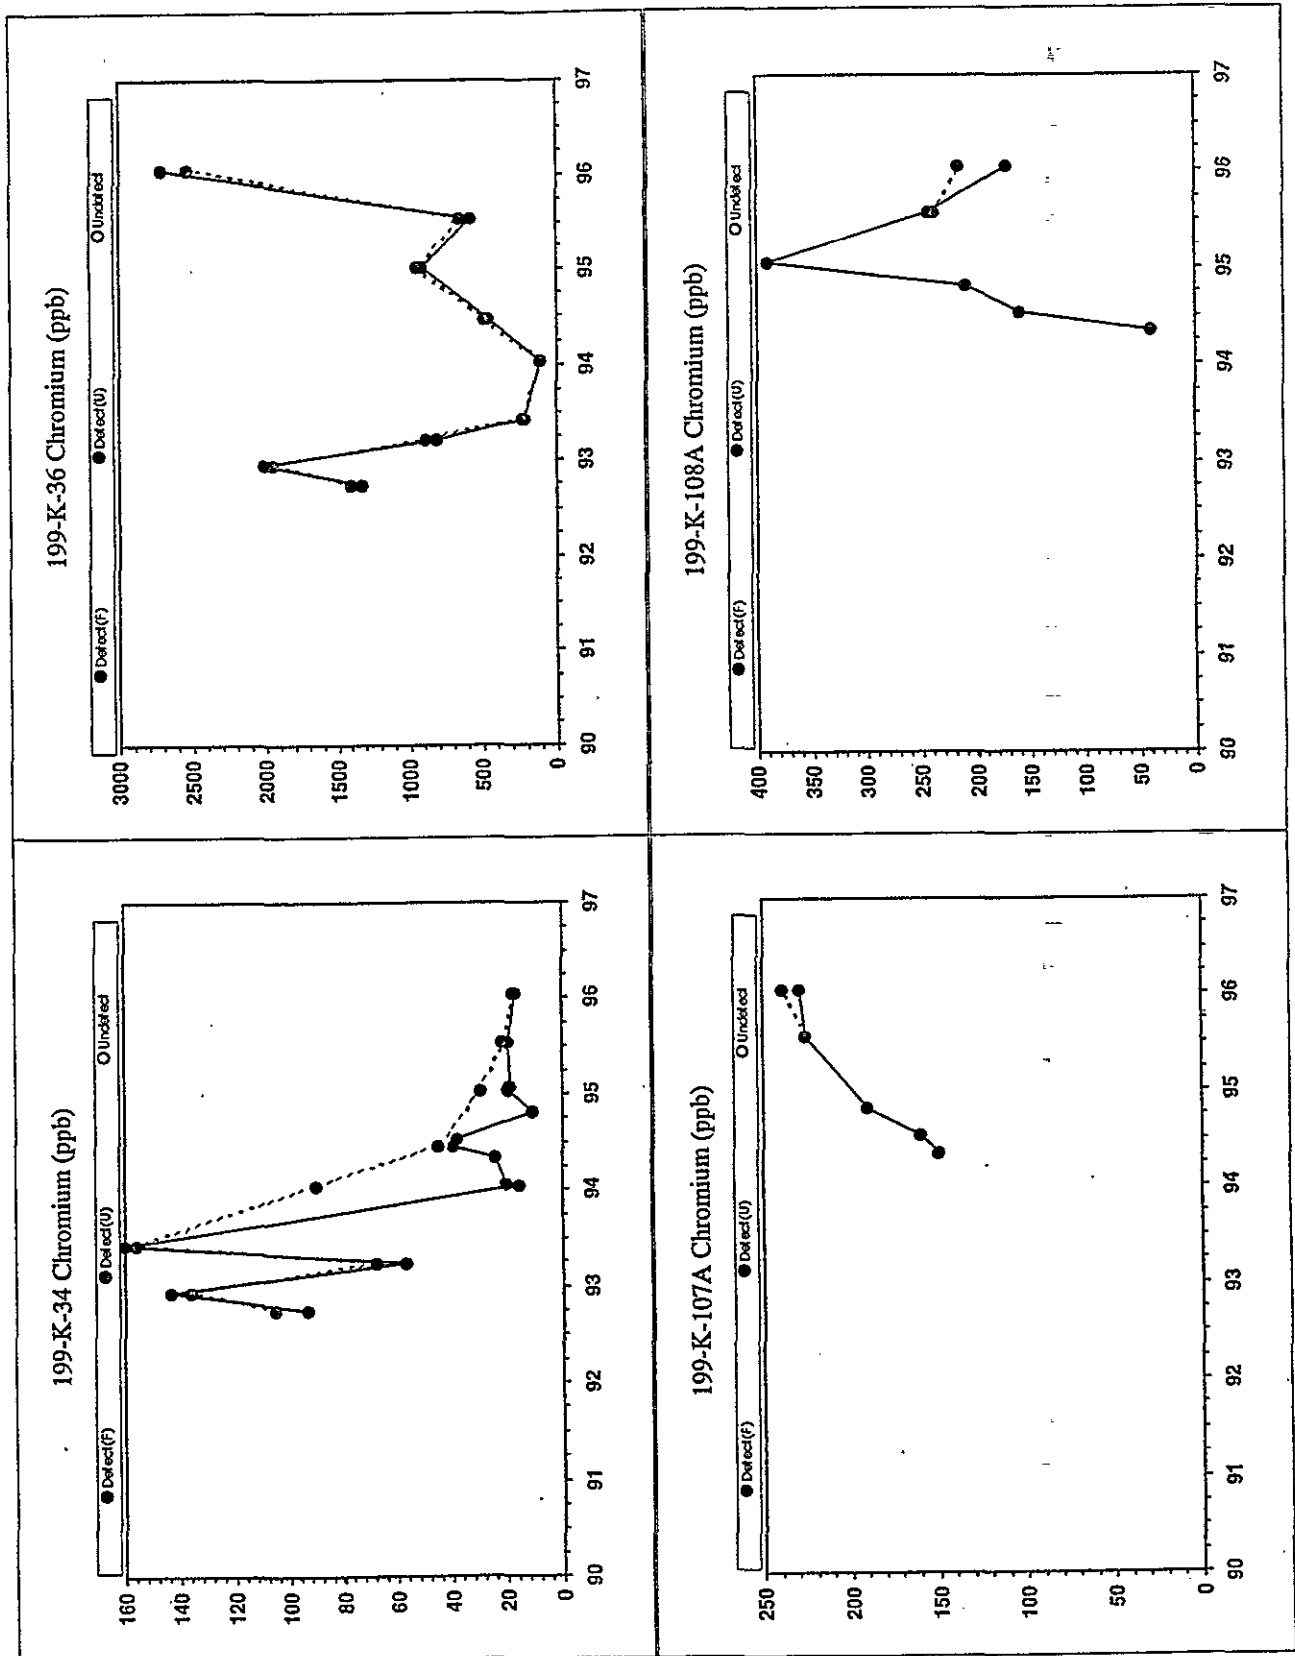 199-K-34 Chromium (ppb)
Detect(F) Detect(U) Undetect
160
140
120
100
80
60
40
20
0
90 91 92 93 94 95 96 97
199-K-36 Chromium (ppb)
Detect(F) Detect(U) Undetect
3000
2500
2000
1500
1000
500
0
90 91 92 93 94 95 96 97
199-K-107A Chromium (ppb)
Detect(F) Detect(U) Undetect
250
200
150
100
50
0
90 91 92 93 94 95 96 97
199-K-108A Chromium (ppb)
Detect(F) Detect(U) Undetect
400
350
300
250
200
150
100
50
0
90 91 92 93 94 95 96 97